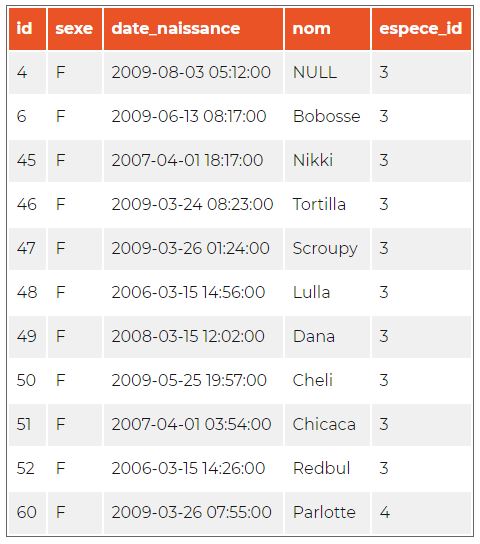 id sexe date_naissance nom espece_id
4 F 2009-08-03 05:12:00 NULL 3
6 F 2009-06-13 08:17:00 Bobosse 3
45 F 2007-04-01 18:17:00 Nikki 3
46 F 2009-03-24 08:23:00 Tortilla 3
47 F 2009-03-26 01:24:00 Scroupy 3
48 F 2006-03-15 14:56:00 Lulla 3
49 F 2008-03-15 12:02:00 Dana 3
50 F 2009-05-25 19:57:00 Cheli 3
51 F 2007-04-01 03:54:00 Chicaca 3
52 F 2006-03-15 14:26:00 Redbul 3
60 F 2009-03-26 07:55:00 Parlotte 4